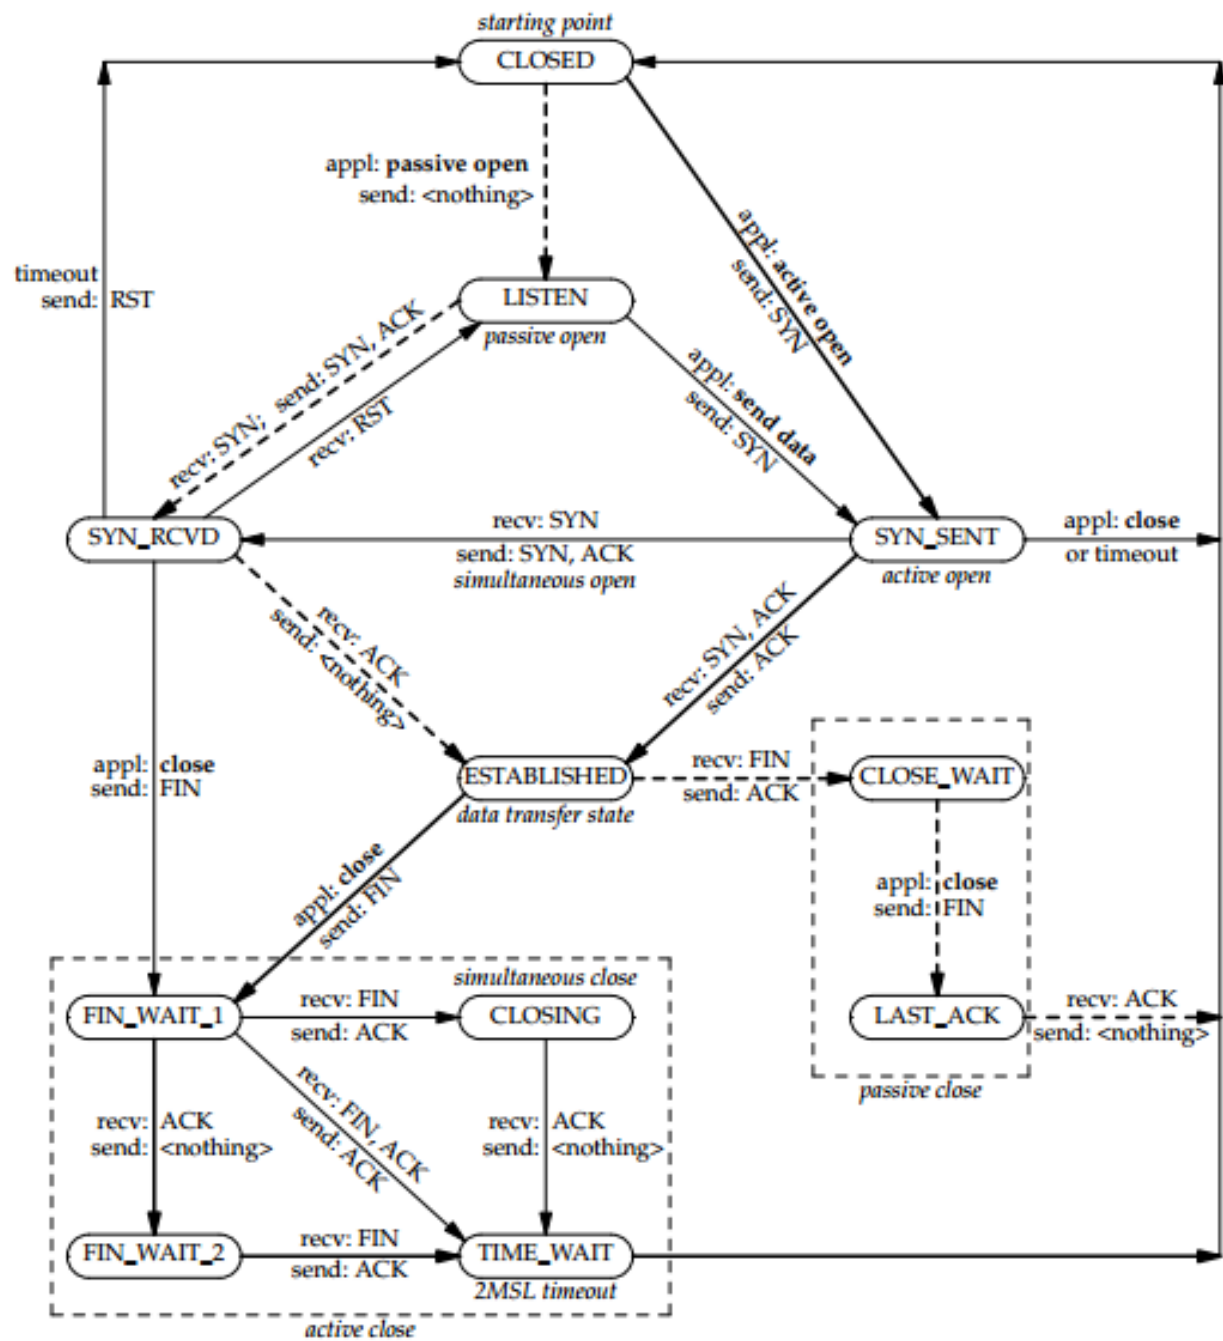 starting point
CLOSED
appl: passive open
send: <nothing>
appl: active open
send: SYN
timeout
send: RST
LISTEN
passive open
recv: SYN; send: SYN, ACK
recv: RST
appl: send data
send: SYN
SYN_RCVD
recv: SYN
send: SYN, ACK
simultaneous open
SYN_SENT
active open
appl: close
or timeout
recv: ACK
send: <nothing>
recv: SYN, ACK
send: ACK
appl: close
send: FIN
ESTABLISHED
data transfer state
recv: FIN
send: ACK
CLOSE_WAIT
appl: close
send: FIN
appl: close
send: FIN
simultaneous close
FIN_WAIT_1
recv: FIN
send: ACK
CLOSING
LAST_ACK
recv: ACK
send: <nothing>
passive close
recv: ACK
send: <nothing>
recv: FIN, ACK
send: ACK
recv: ACK
send: <nothing>
FIN_WAIT_2
recv: FIN
send: ACK
TIME_WAIT
2MSL timeout
active close